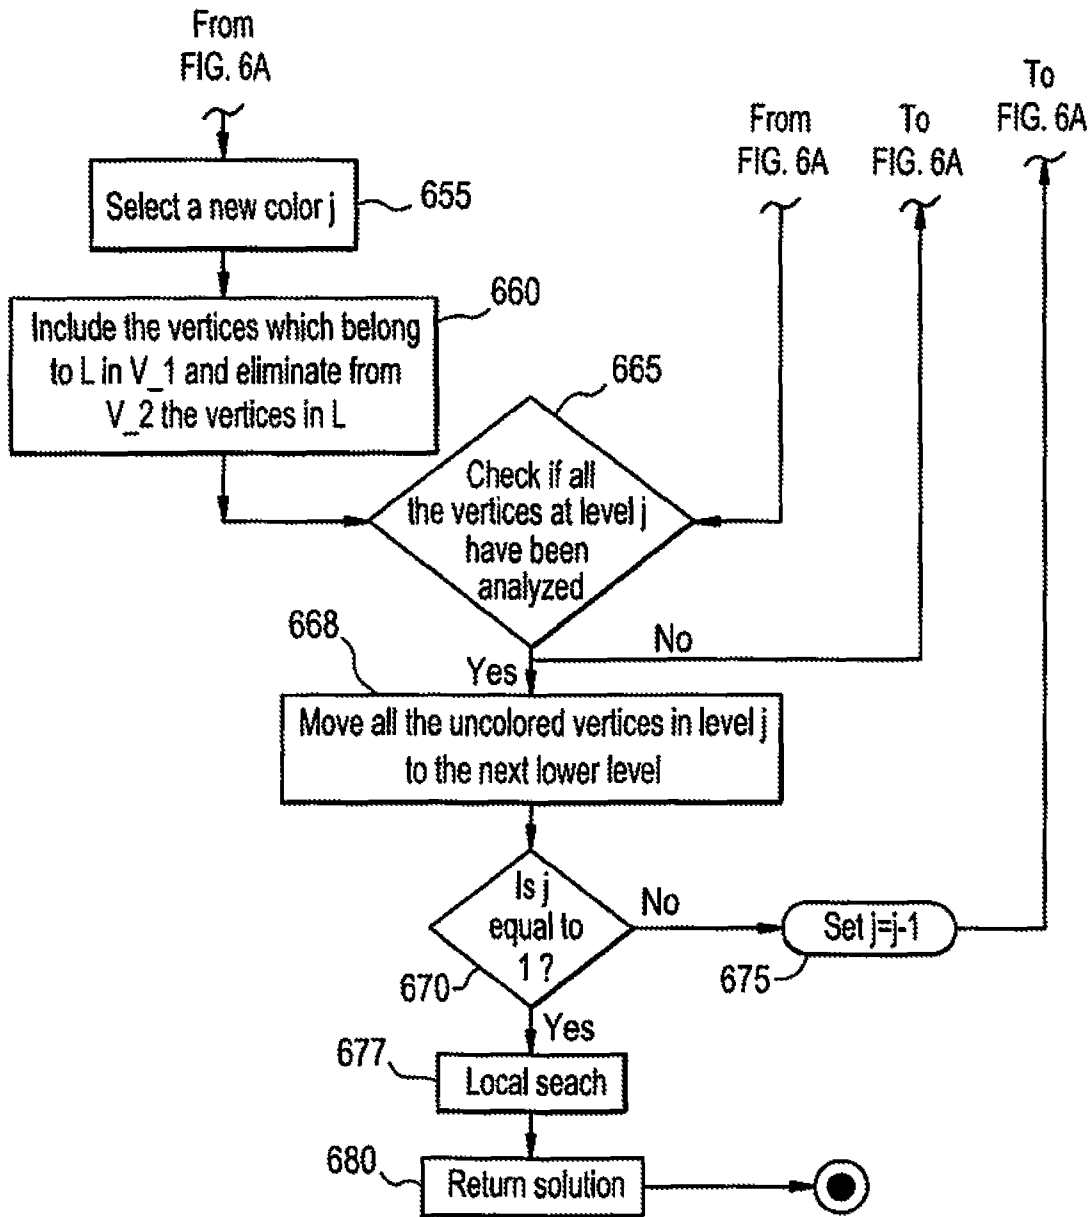 From
FIG. 6A
To
FIG. 6A
From
FIG. 6A
To
FIG. 6A
Select a new color j
655
660
Include the vertices which belong
to L in V_1 and eliminate from
V_2 the vertices in L
665
Check if all
the vertices at level j
have been
analyzed
668
No
Yes
Move all the uncolored vertices in level j
to the next lower level
Is j
equal to
1 ?
No
Set j=j-1
670
675
Yes
677
Local seach
680
Return solution